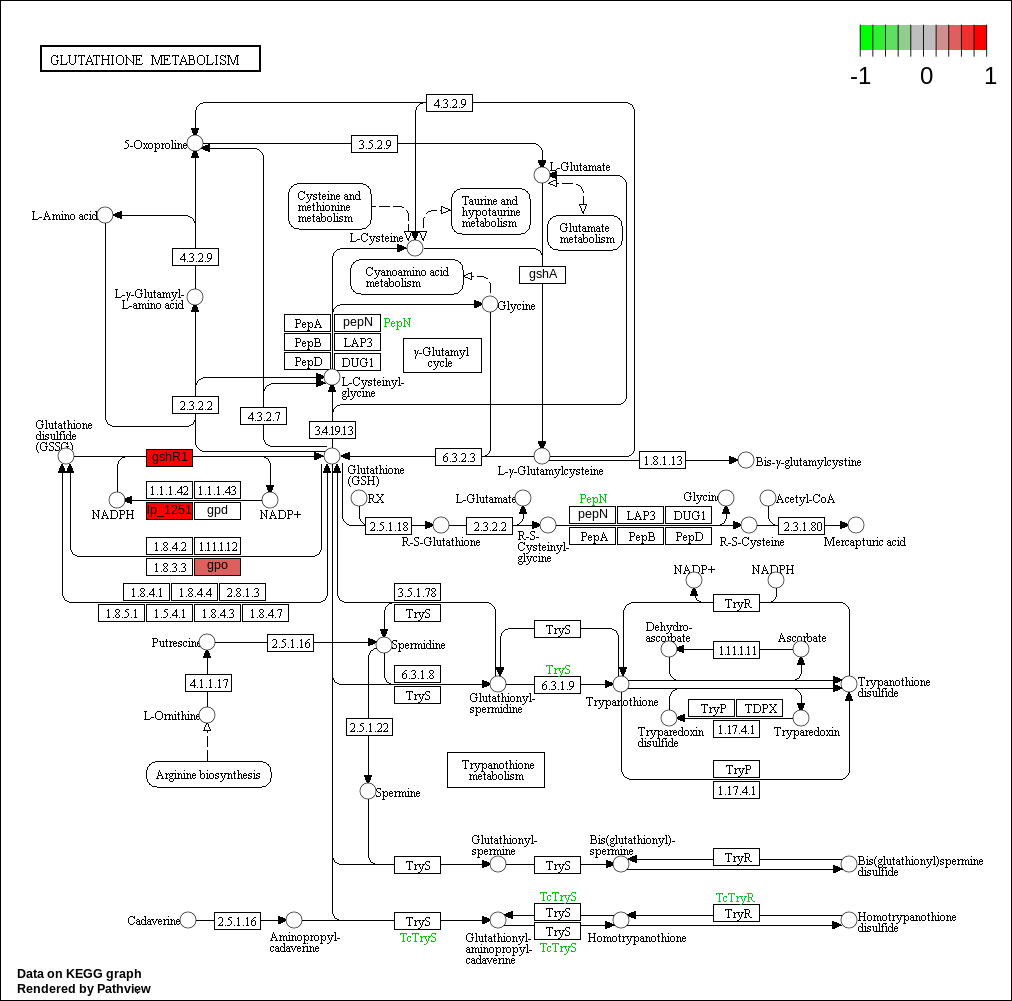 GLUTATHIONE METABOLISM
-1 0 1
4.3.2.9
5-Oxoproline
3.5.2.9
L-Glutamate
Cysteine and
methionine
metabolism
Taurine and
hypotaurine
metabolism
Glutamate
metabolism
L-Amino acid
L-Cysteine
4.3.2.9
Cyanoamino acid
metabolism
gshA
L-γ-Glutamyl-
L-amino acid
Glycine
PepA
pepN
PepN
PepB
LAP3
PepD
DUG1
γ-Glutamyl
cycle
L-Cysteinyl-
glycine
2.3.2.2
4.3.2.7
3.4.19.13
Glutathione
disulfide
(GSSG)
gshR1
6.3.2.3
L-γ-Glutamylcysteine
1.8.1.13
Bis-γ-glutamylcystine
Glutathione
(GSH)
1.1.1.42
1.1.1.43
NADPH
lp_1251
gpd
NADP+
RX
L-Glutamate
PepN
Glycine
Acetyl-CoA
2.5.1.18
R-S-Glutathione
2.3.2.2
R-S-
Cysteinyl-
glycine
pepN
LAP3
DUG1
PepA
PepB
PepD
R-S-Cysteine
2.3.1.80
Mercapturic acid
1.8.4.2
1.11.1.12
1.8.3.3
gpo
1.8.4.1
1.8.4.4
2.8.1.3
1.8.5.1
1.5.4.1
1.8.4.3
1.8.4.7
3.5.1.78
TryS
NADP+
NADPH
TryR
Putrescine
2.5.1.16
Spermidine
TryS
Dehydro-
ascorbate
1.11.1.11
Ascorbate
6.3.1.8
TryS
TryS
6.3.1.9
4.1.1.17
Glutathionyl-
spermidine
Trypanothione
Trypanothione
disulfide
TryP
TDPX
1.17.4.1
Tryparedoxin
disulfide
Tryparedoxin
L-Ornithine
2.5.1.22
Arginine biosynthesis
Trypanothione
metabolism
TryP
1.17.4.1
Spermine
Glutathionyl-
spermine
Bis(glutathionyl)-
spermine
TryS
TryS
TryR
Bis(glutathionyl)spermine
disulfide
Cadaverine
2.5.1.16
Aminopropyl-
cadaverine
TryS
TcTryS
TcTryS
TryS
TryS
TcTryS
Glutathionyl-
aminopropyl-
cadaverine
Homotrypanothione
TcTryR
TryR
Homotrypanothione
disulfide
Data on KEGG graph
Rendered by Pathview